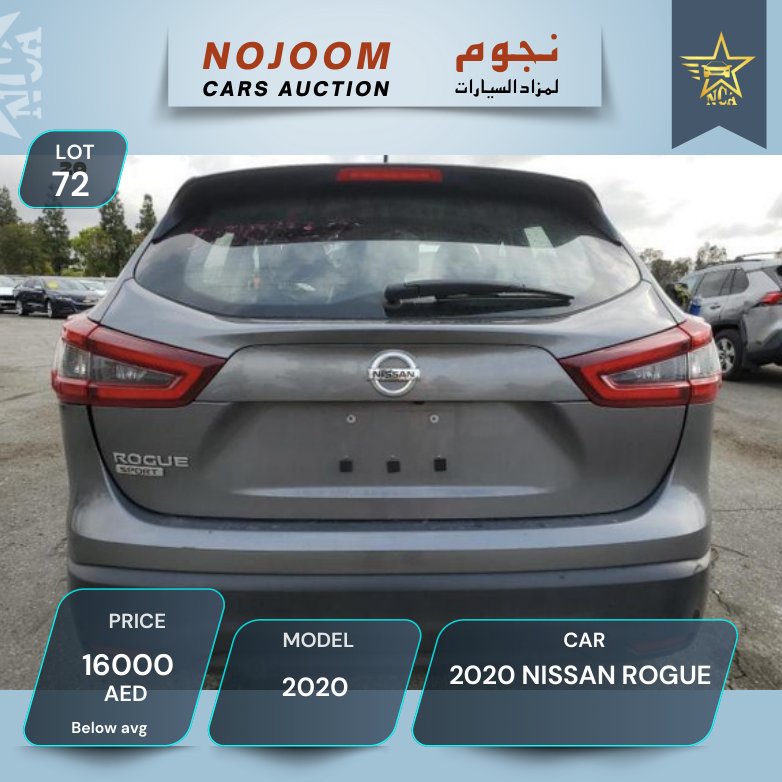 NOJOOM
CARS AUCTION
نجوم
لمزاد السيارات
NCA
NCA
LOT
72
NISSAN
ROGUE
SPORT
PRICE
16000
AED
Below avg
MODEL
2020
CAR
2020 NISSAN ROGUE